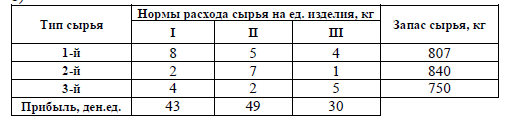 Тип сырья Нормы расхода сырья на ед. изделия, кг Запас сырья, кг
I II III
1-й 8 5 4 807
2-й 2 7 1 840
3-й 4 2 5 750
Прибыль, ден.ед. 43 49 30